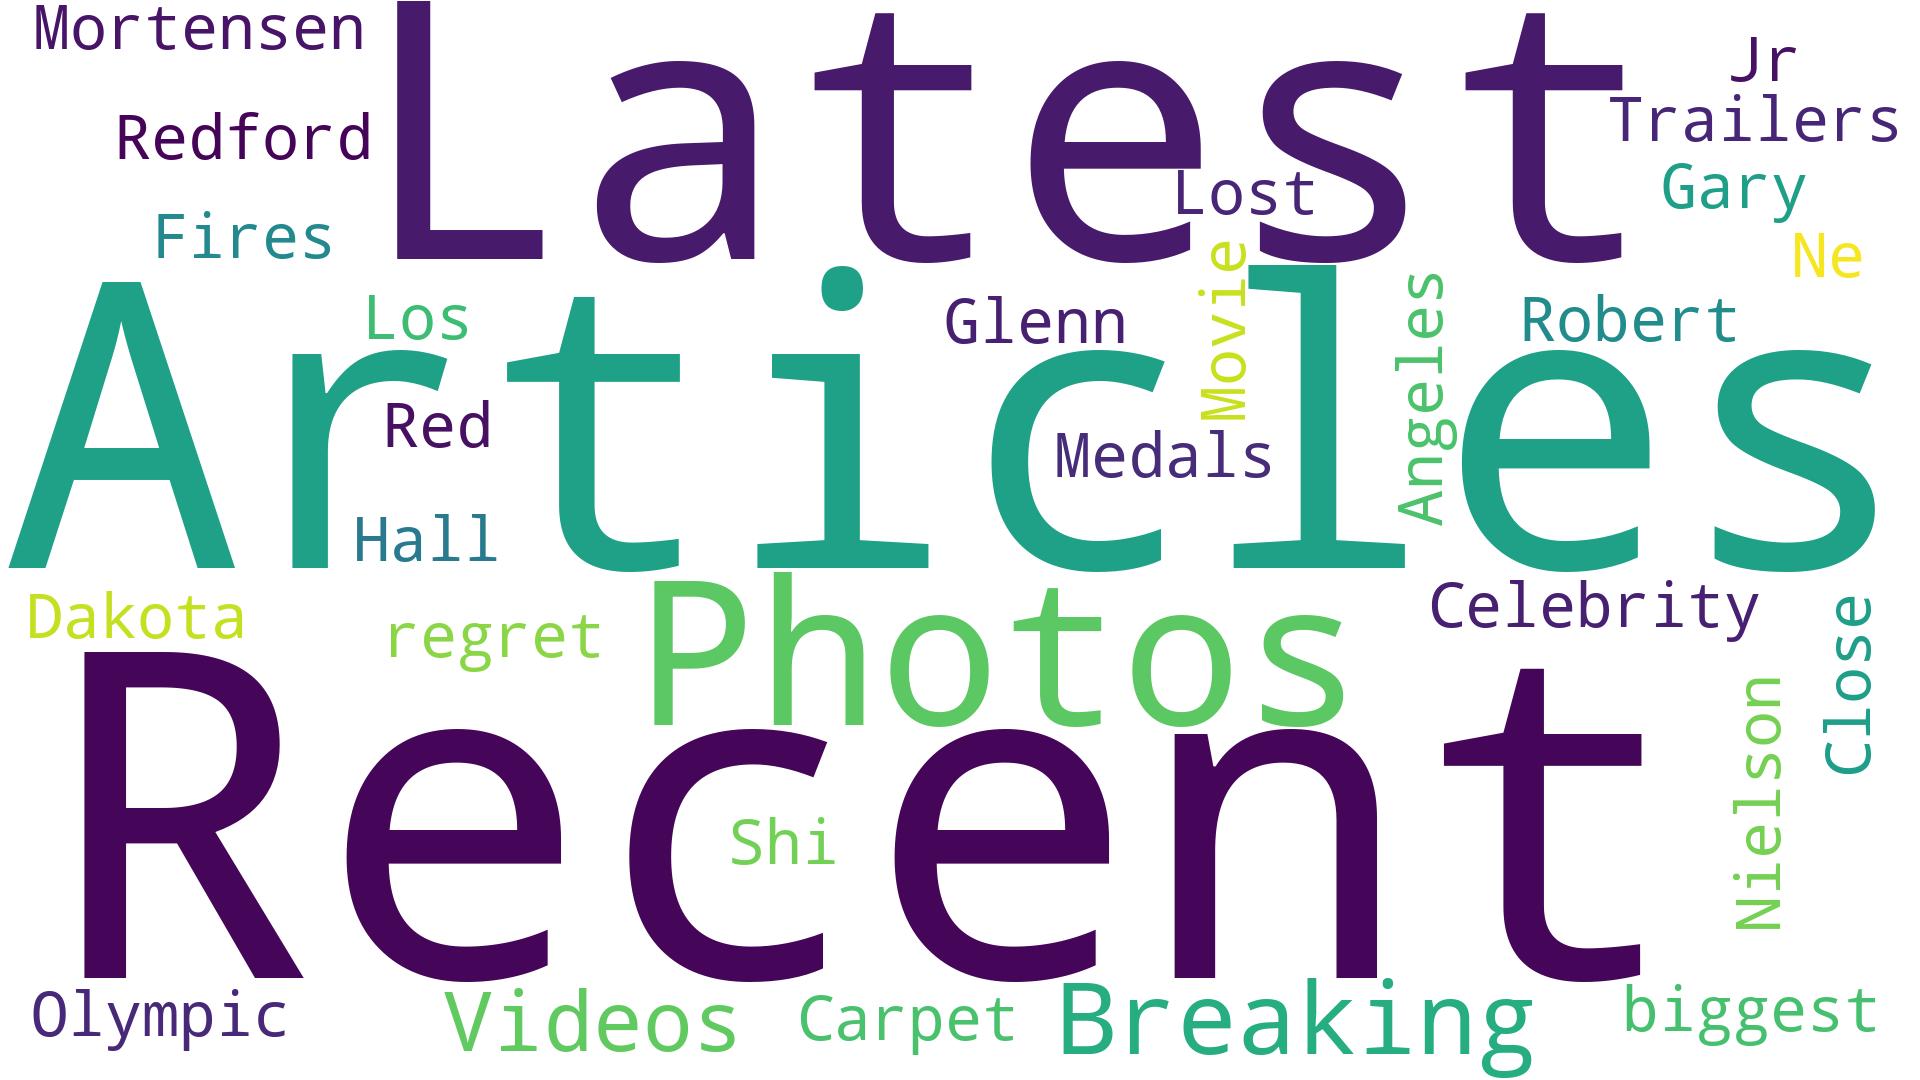 Mortensen
Latest
Jr
Trailers
Redford
Gary
Lost
Fires
Ne
Movie
Angeles
Los
Glenn
Robert
Articles
Red
Medals
Hall
Photos
Celebrity
Dakota
regret
Close
Nielson
Recent
Shi
Olympic
Videos
Carpet
Breaking
biggest